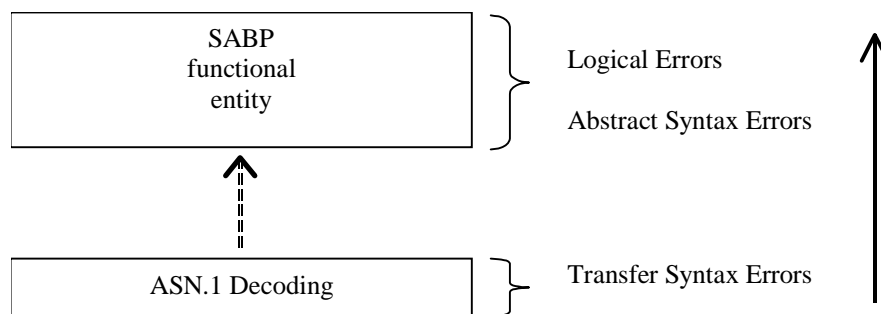 SABP
functional
entity
Logical Errors
Abstract Syntax Errors
ASN.1 Decoding
Transfer Syntax Errors